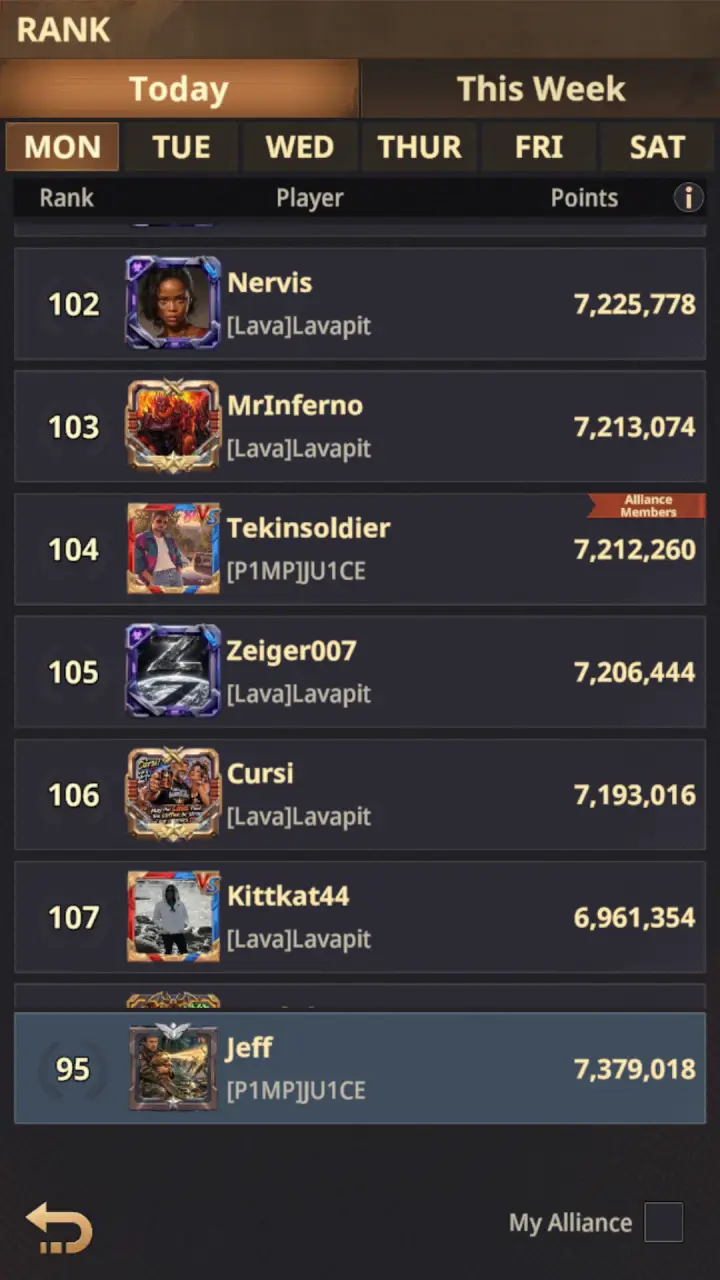 RANK
Today
This Week
MON
TUE
WED
THUR
FRI
SAT
Rank
Player
Points
i
102
Nervis
[Lava]Lavapit
7,225,778
103
MrInferno
[Lava]Lavapit
7,213,074
Alliance
Members
104
Tekinsoldier
[P1MP]JU1CE
7,212,260
105
Zeiger007
[Lava]Lavapit
7,206,444
106
Cursi
[Lava]Lavapit
7,193,016
107
Kittkat44
[Lava]Lavapit
6,961,354
95
Jeff
[P1MP]JU1CE
7,379,018
My Alliance